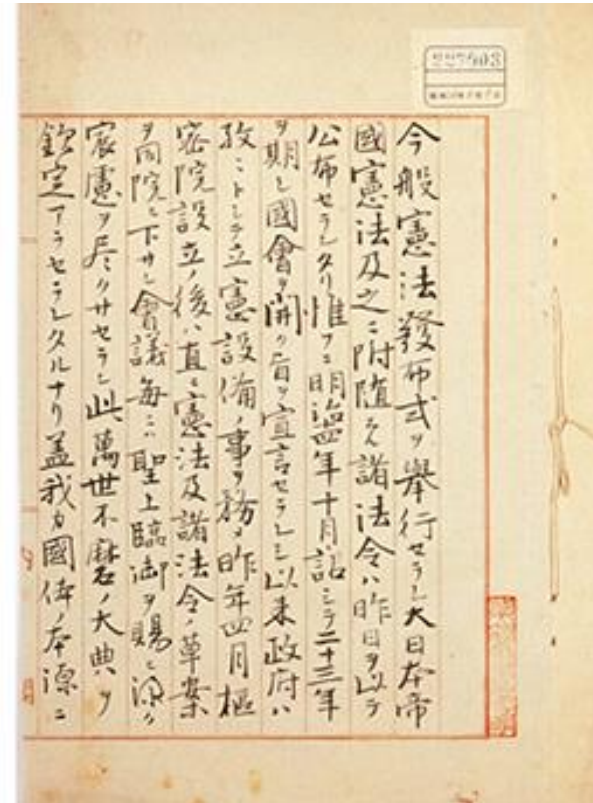 今般憲法發布式ヲ擧行セラレ大日本帝
國憲法及之ニ附隨スル諸法令ハ昨日ヲ以テ
公布セラレタリ惟フニ明治十四年十月詔シテ二十三年
ヲ期シ國會ヲ開ク旨ヲ宣言セラレシ以来政府ハ
孜々トシテ立憲設備ノ事ヲ務メ昨年四月樞
密院設立ノ後ハ直ニ憲法及諸法令ノ草案
ヲ同院ニ下サレ會議毎ニハ聖上臨御ヲ賜ヒ深ク
宸慮ヲ尽クサセラレ此萬世不磨ノ大典ヲ
欽定アラセラレタルナリ蓋我カ國体ノ本源ニ